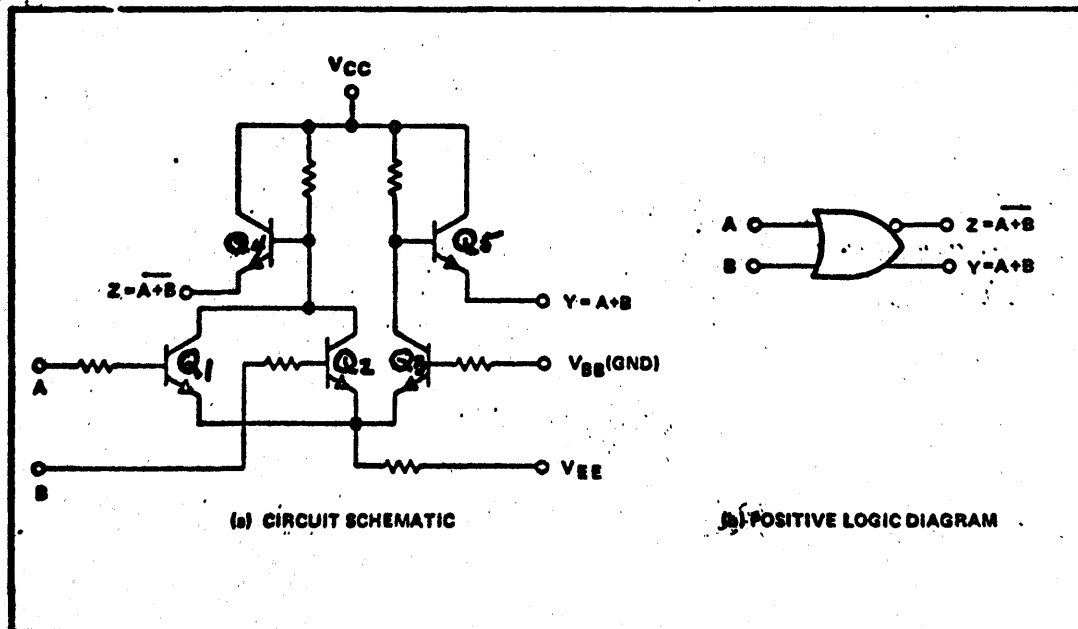 VCC
Q4
Q5
Z=A+B
Y=A+B
Q1
Q2
Q3
VBB(GND)
A
B
VEE
(a) CIRCUIT SCHEMATIC
A
B
Z=A+B
Y=A+B
(b) POSITIVE LOGIC DIAGRAM